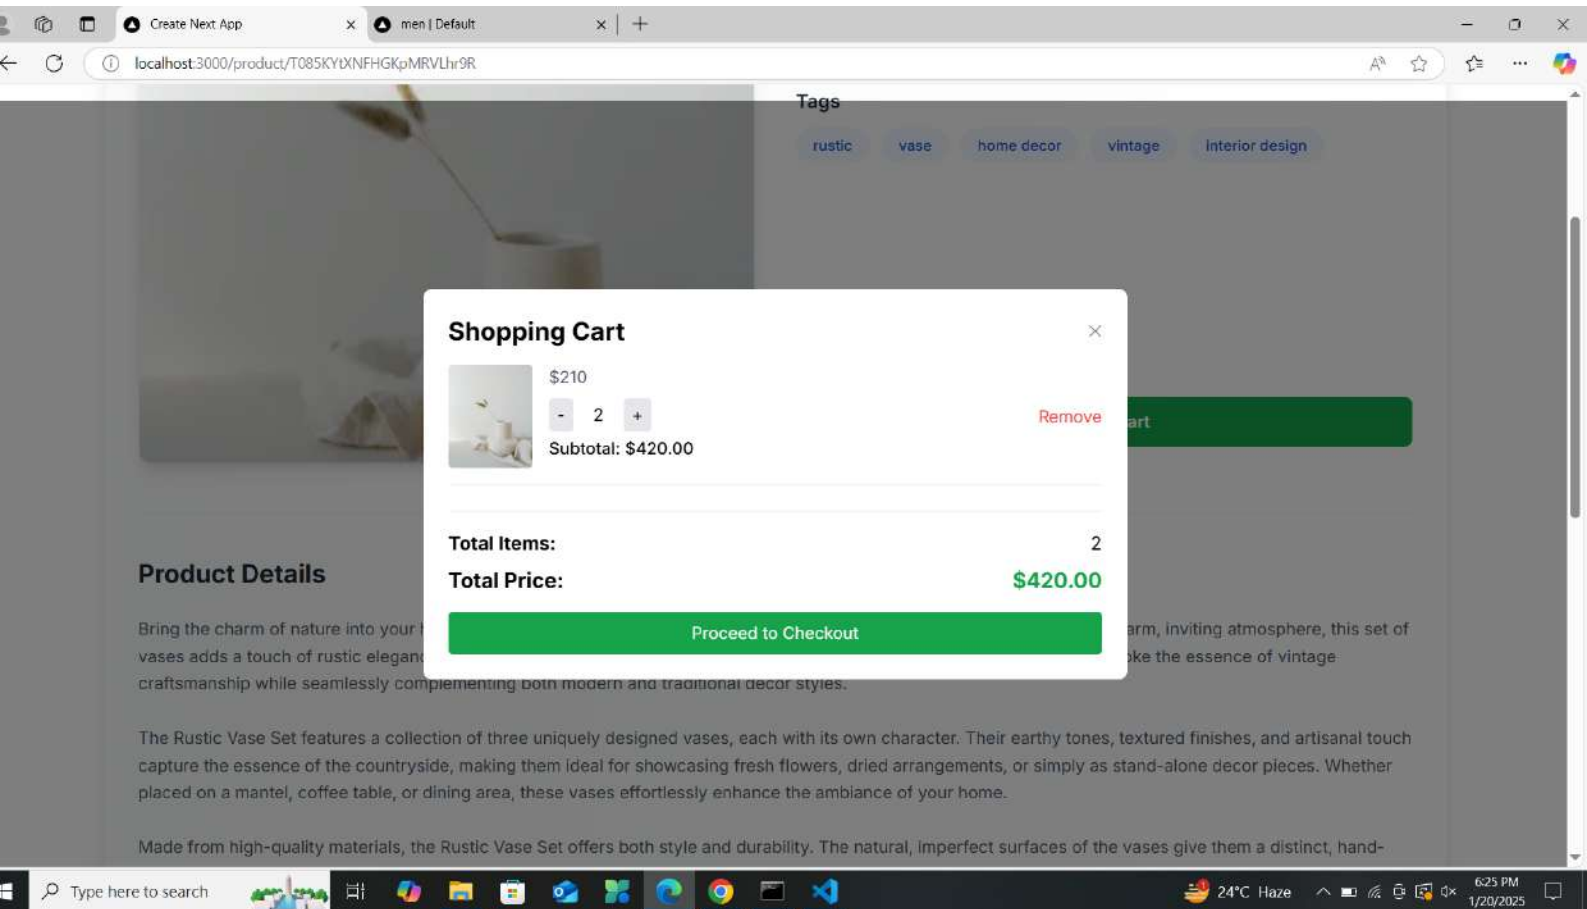 Create Next App
men | Default
localhost:3000/product/T085KYtXNFHGKpMRVLhr9R
Tags
rustic vase home decor vintage interior design
Shopping Cart
$210
- 2 +
Remove
art
Subtotal: $420.00
Total Items: 2
Total Price: $420.00
Proceed to Checkout
Product Details
Bring the charm of nature into your arm, inviting atmosphere, this set of
vases adds a touch of rustic the essence of vintage
craftsmanship while seamlessly complementing both modern and traditional decor styles.
The Rustic Vase Set features a collection of three uniquely designed vases, each with its own character. Their earthy tones, textured finishes, and artisanal touch
capture the essence of the countryside, making them ideal for showcasing fresh flowers, dried arrangements, or simply as stand-alone decor pieces. Whether
placed on a mantel, coffee table, or dining area, these vases effortlessly enhance the ambiance of your home.
Made from high-quality materials, the Rustic Vase Set offers both style and durability. The natural, imperfect surfaces of the vases give them a distinct, hand-
Type here to search
24°C Haze
6:25 PM
1/20/2025